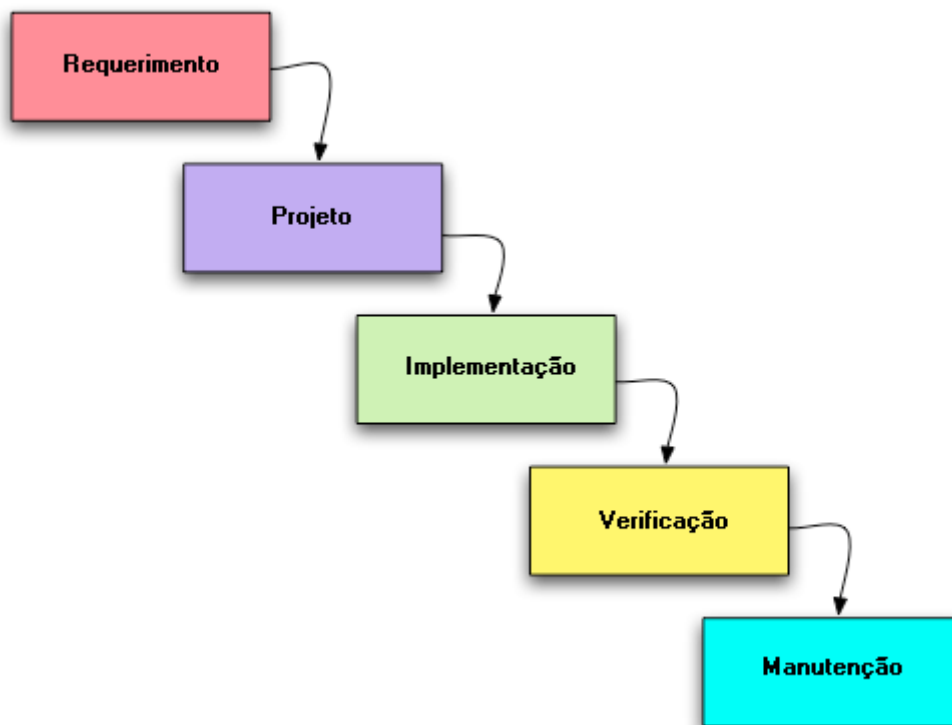 Requerimento
Projeto
Implementação
Verificação
Manutenção